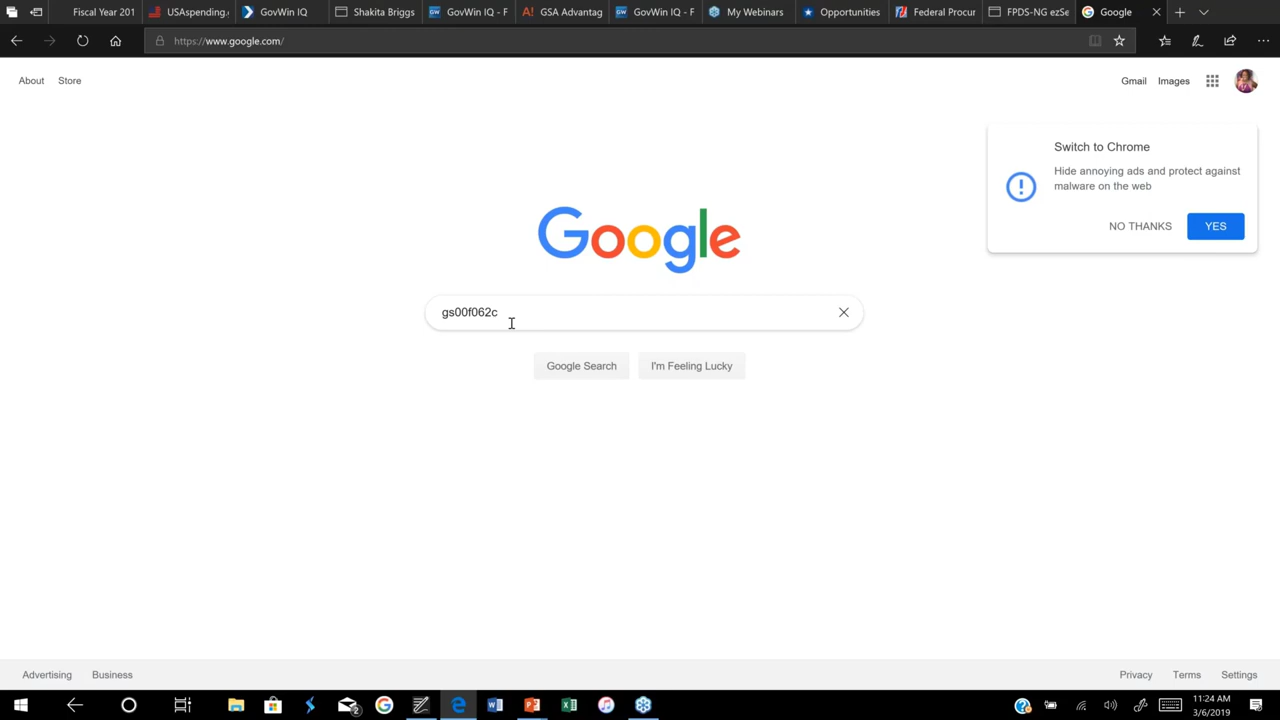 Fiscal Year 201
USAspending.g
GovWin IQ
Shakita Briggs
GW GovWin IQ - F
A! GSA Advantag
GW GovWin IQ - F
My Webinars
Opportunities
Federal Procur
FPDS-NG ezSe
G Google
https://www.google.com/
About Store
Gmail Images
Switch to Chrome
Hide annoying ads and protect against
malware on the web
NO THANKS YES
Google
gs00f062c
Google Search I'm Feeling Lucky
Advertising Business
Privacy Terms Settings
11:24 AM
3/6/2019